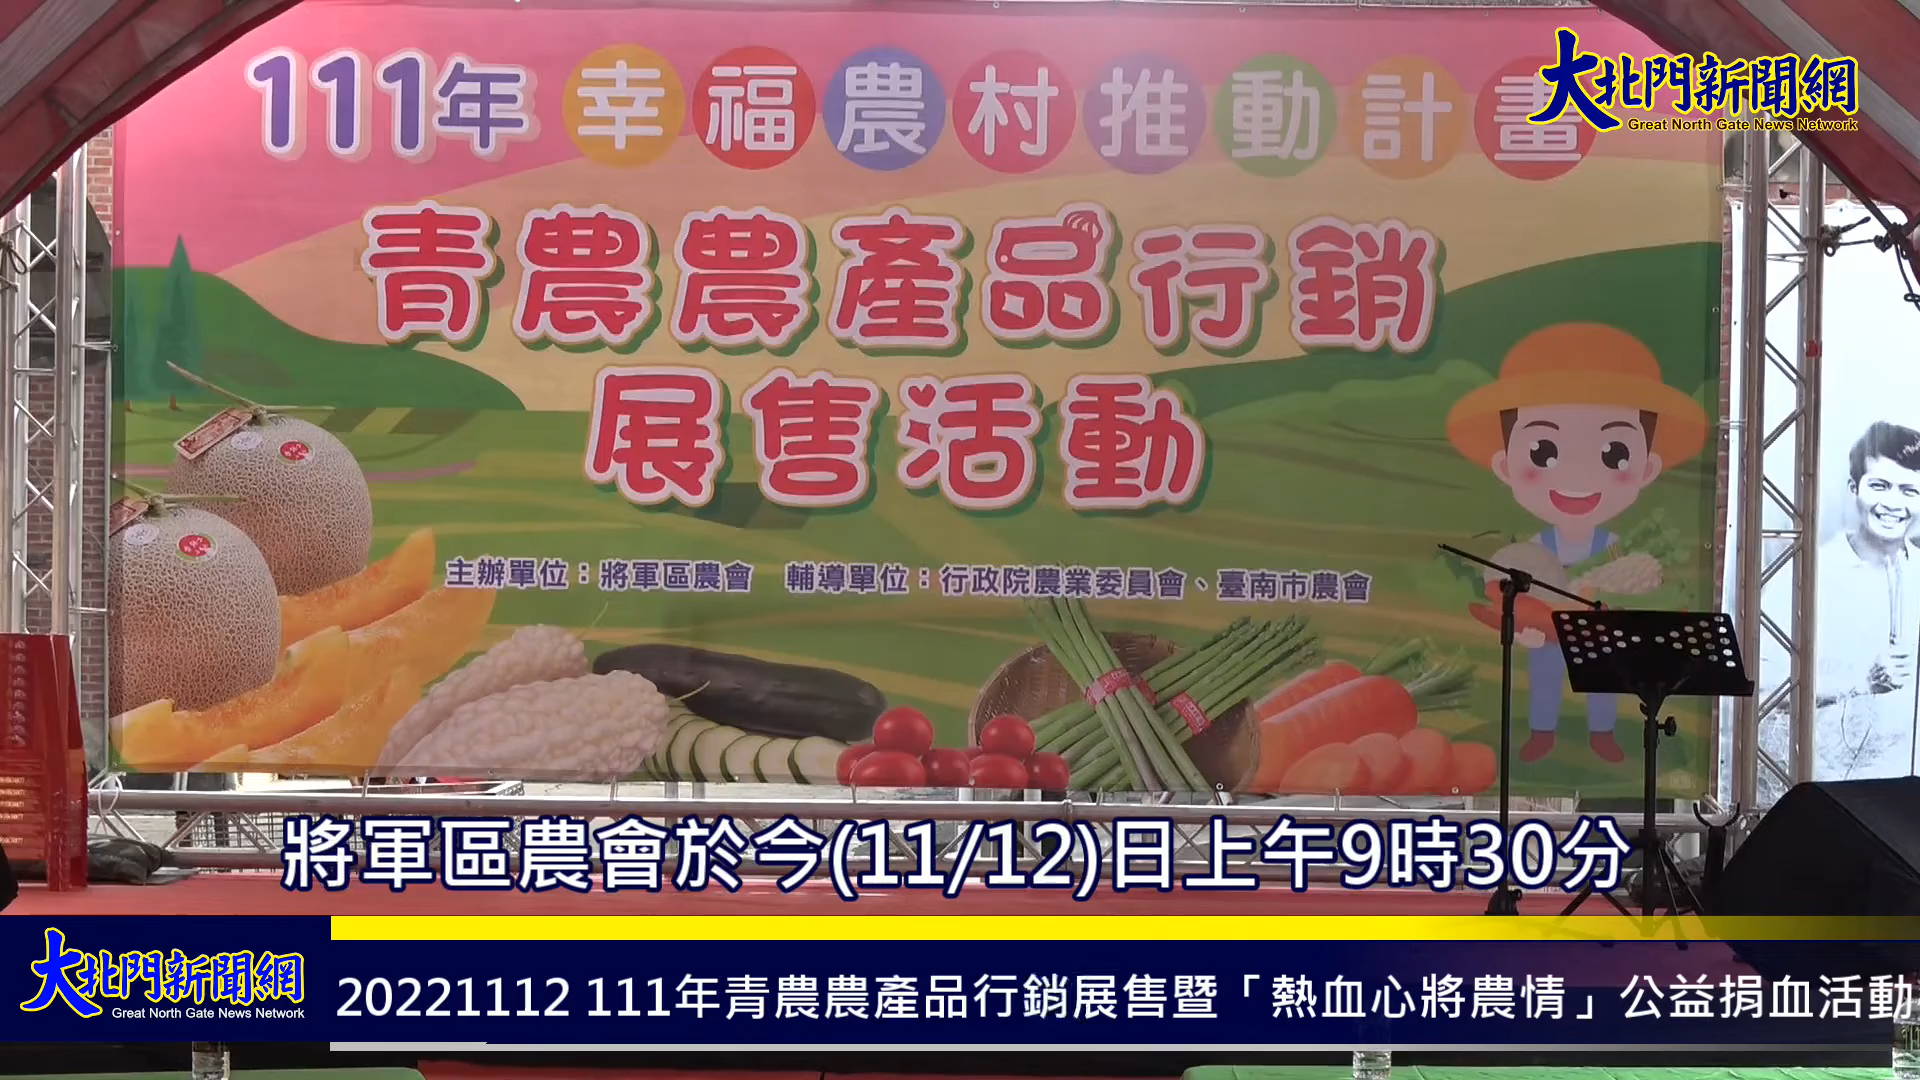 111年幸福農村推動計畫
大北門新聞網
Great North Gate News Network
青農農產品行銷
展售活動
主辦單位：將軍區農會 輔導單位：行政院農業委員會、臺南市農會
將軍區農會於今(11/12)日上午9時30分
大北門新聞網
Great North Gate News Network
20221112 111年青農農產品行銷展售暨「熱血心將農情」公益捐血活動